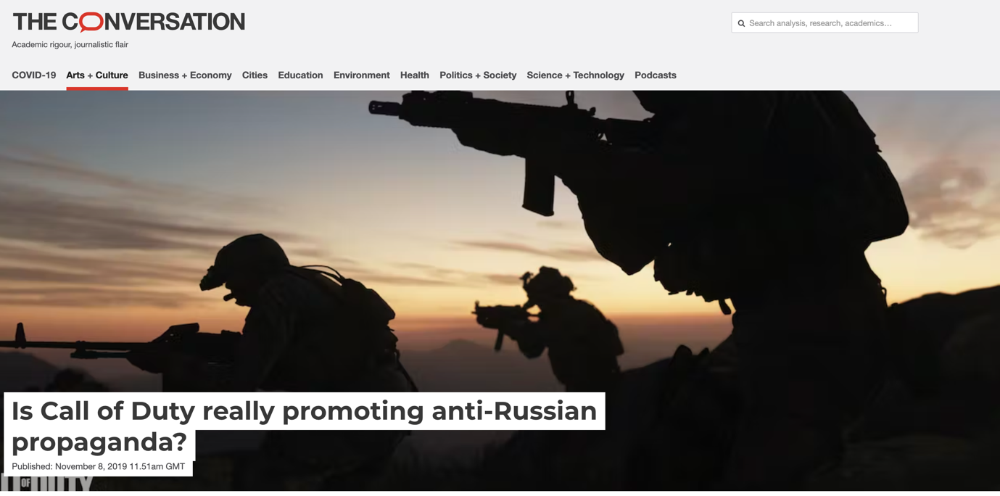 THE CONVERSATION
Search analysis, research, academics...
Academic rigour, journalistic flair
COVID-19 Arts + Culture Business + Economy Cities Education Environment Health Politics + Society Science + Technology Podcasts
Is Call of Duty really promoting anti-Russian
propaganda?
Published: November 8, 2019 11.51am GMT
OF DUTY